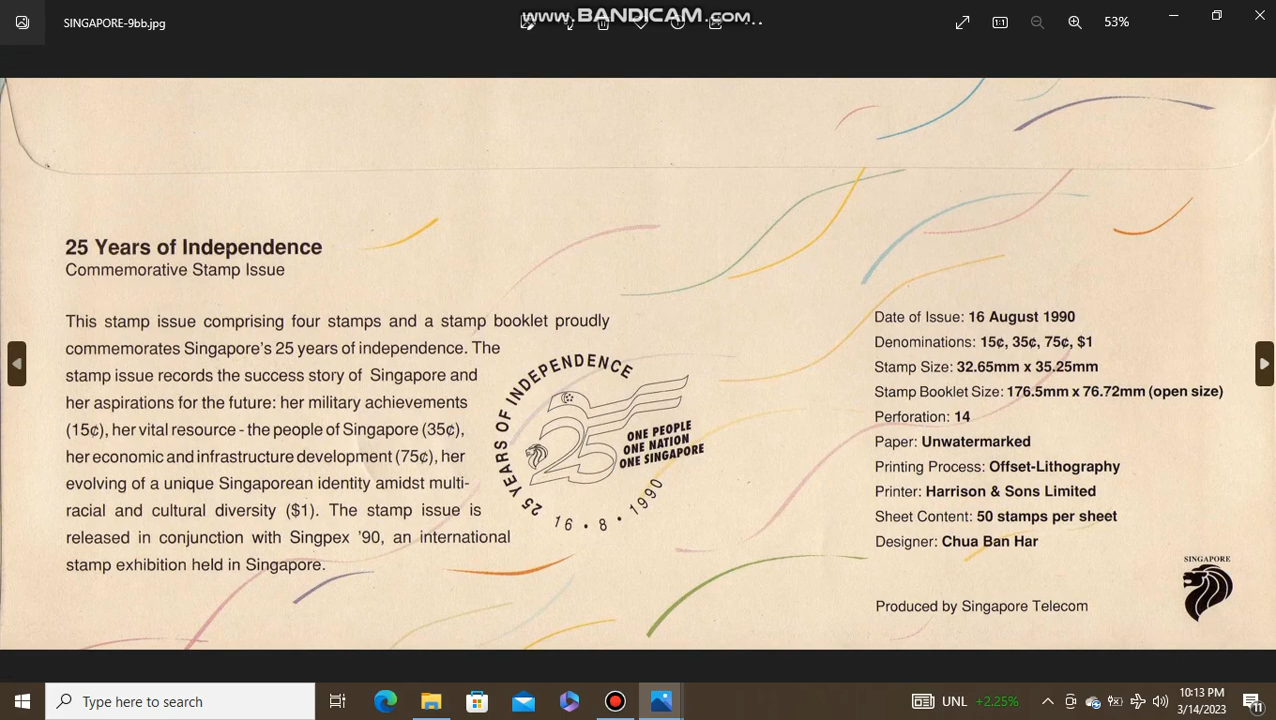 SINGAPORE-9bb.jpg
www.BANDICAM.com
53%
25 Years of Independence
Commemorative Stamp Issue
This stamp issue comprising four stamps and a stamp booklet proudly
commemorates Singapore's 25 years of independence. The
stamp issue records the success story of Singapore and
her aspirations for the future: her military achievements
(15¢), her vital resource - the people of Singapore (35¢),
her economic and infrastructure development (75¢), her
evolving of a unique Singaporean identity amidst multi-
racial and cultural diversity ($1). The stamp issue is
released in conjunction with Singpex '90, an international
stamp exhibition held in Singapore.
25 YEARS OF INDEPENDENCE
25
ONE PEOPLE
ONE NATION
ONE SINGAPORE
16 • 8 • 1990
Date of Issue: 16 August 1990
Denominations: 15¢, 35¢, 75¢, $1
Stamp Size: 32.65mm x 35.25mm
Stamp Booklet Size: 176.5mm x 76.72mm (open size)
Perforation: 14
Paper: Unwatermarked
Printing Process: Offset-Lithography
Printer: Harrison & Sons Limited
Sheet Content: 50 stamps per sheet
Designer: Chua Ban Har
SINGAPORE
Produced by Singapore Telecom
Type here to search
UNL +2.25%
10:13 PM
3/14/2023
11